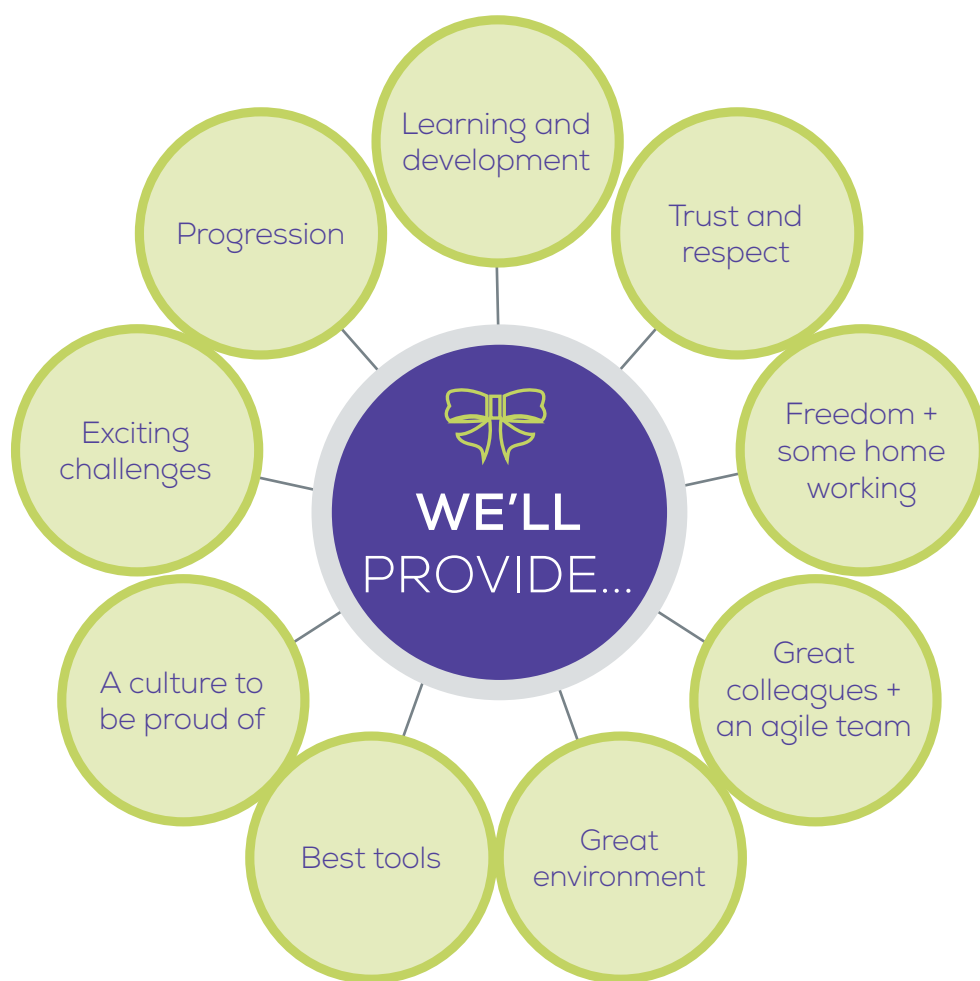 Learning and
development
Trust and
respect
Freedom +
some home
working
Great
colleagues +
an agile team
Great
environment
Best tools
A culture to
be proud of
Exciting
challenges
Progression
WE'LL
PROVIDE...